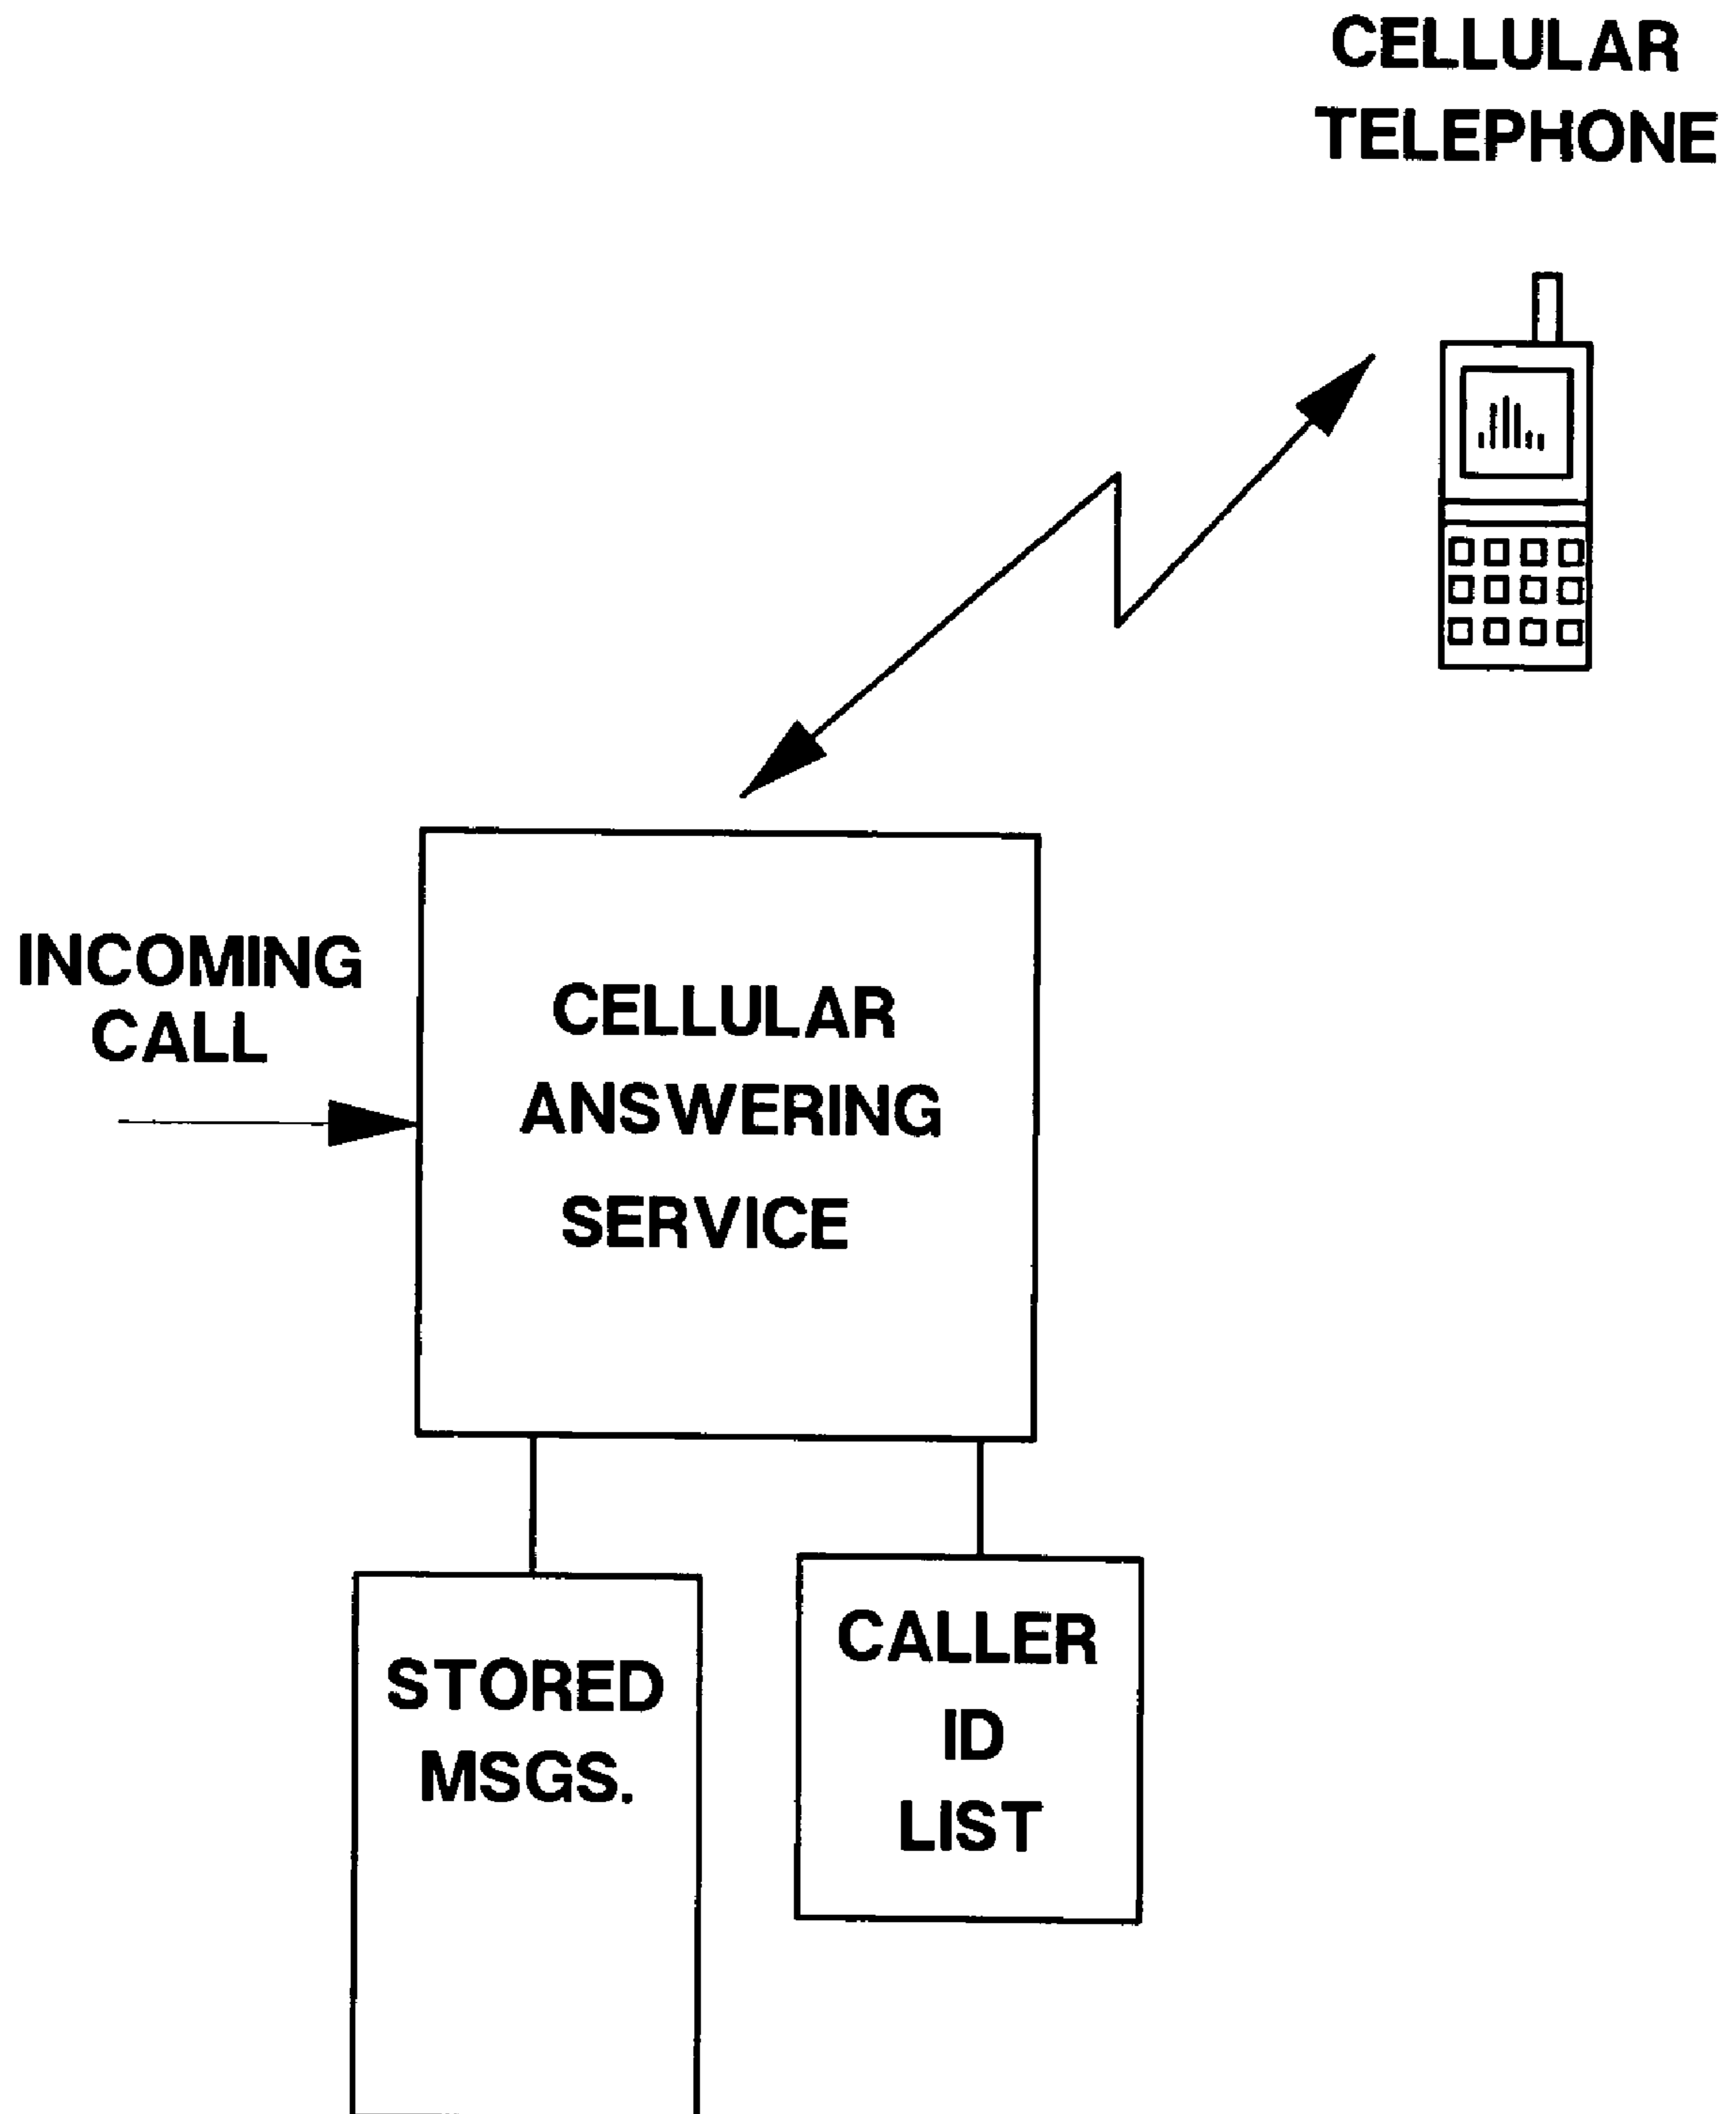 CELLULAR
TELEPHONE
INCOMING
CALL
CELLULAR
ANSWERING
SERVICE
STORED
MSGS.
CALLER
ID
LIST